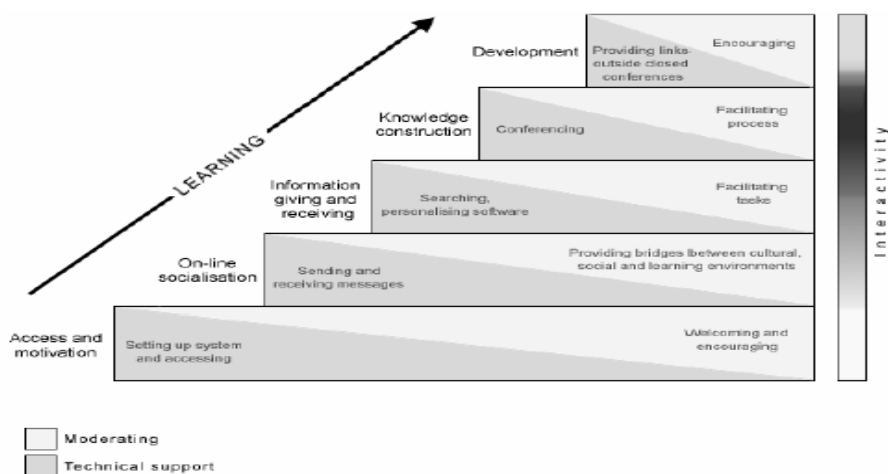 Development
Providing links
outside closed
conferences
Encouraging
Knowledge
construction
Conferencing
Facilitating
process
LEARNING
Information
giving and
receiving
Searching,
personalising software
Facilitating
tasks
On-line
socialisation
Sending and
receiving messages
Providing bridges between cultural,
social and learning environments
Access and
motivation
Setting up system
and accessing
Welcoming and
encouraging
Interactivity
Moderating
Technical support